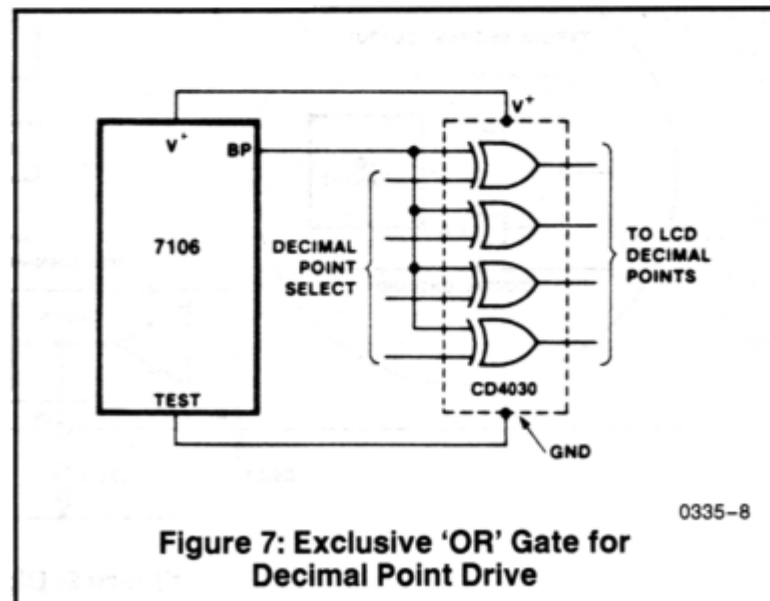 V+
V+
BP
7106
DECIMAL
POINT
SELECT
TO LCD
DECIMAL
POINTS
CD4030
TEST
GND
0335-8
Figure 7: Exclusive 'OR' Gate for
Decimal Point Drive